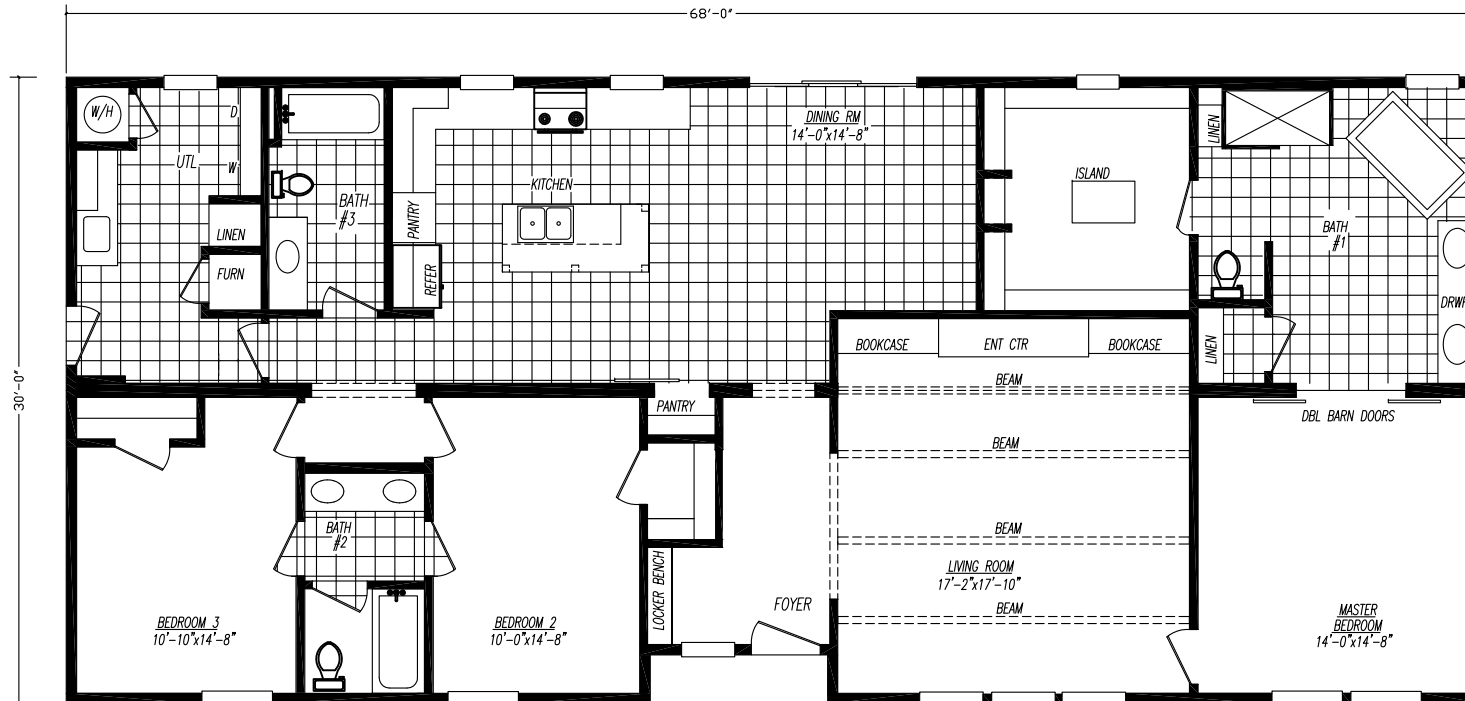 68'-0"
30'-0"
W/H
D
W
UTL
LINEN
FURN
BATH
#3
PANTRY
REFER
KITCHEN
DINING RM
14'-0"x14'-8"
ISLAND
LINEN
BATH
#1
LINEN
BOOKCASE
ENT CTR
BOOKCASE
BEAM
BEAM
BEAM
BEAM
LIVING ROOM
17'-2"x17'-10"
DBL BARN DOORS
PANTRY
LOCKER BENCH
FOYER
BATH
#2
BEDROOM 3
10'-10"x14'-8"
BEDROOM 2
10'-0"x14'-8"
MASTER
BEDROOM
14'-0"x14'-8"